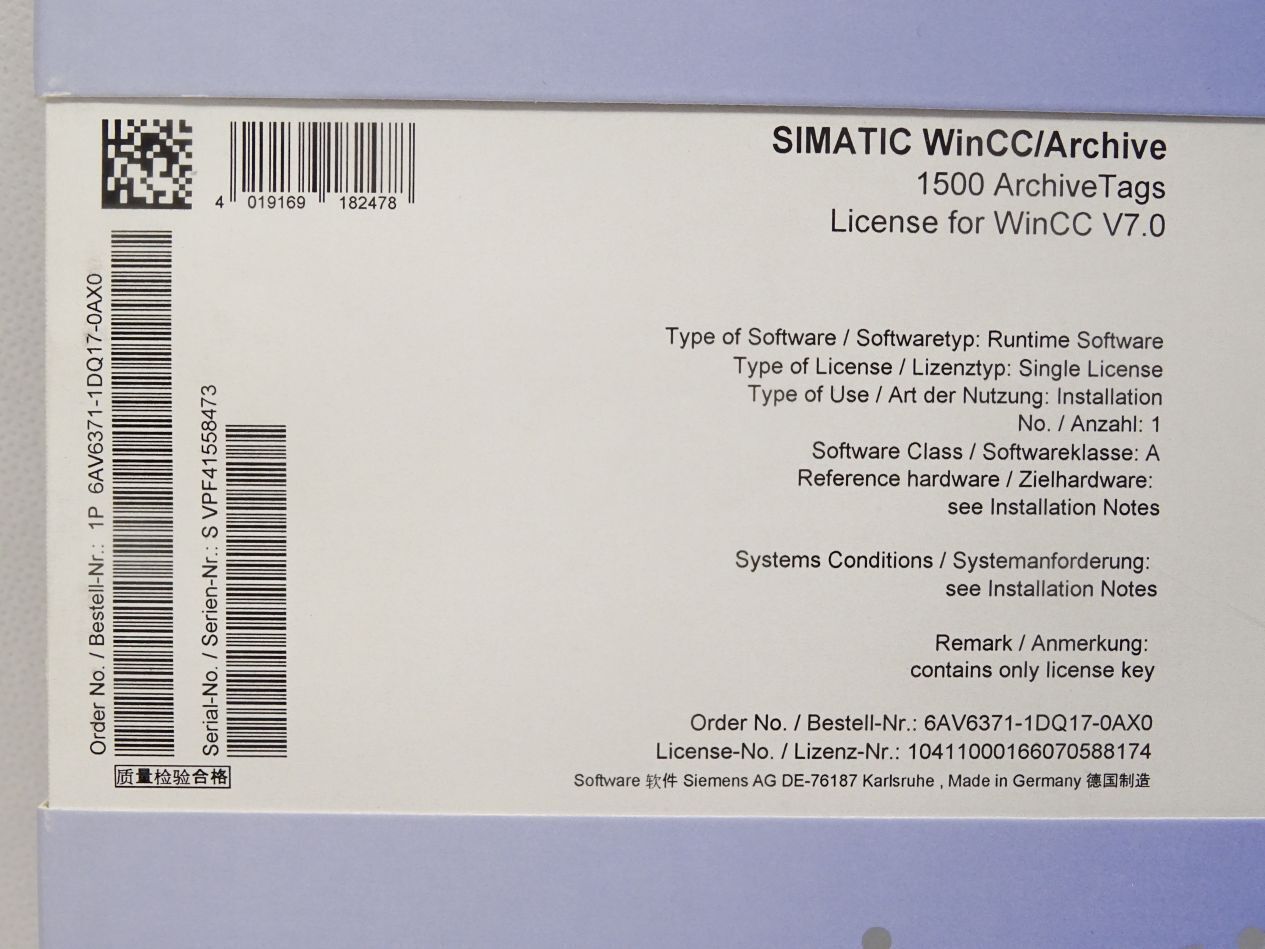 SIMATIC WinCC/Archive
1500 ArchiveTags
License for WinCC V7.0
4 019169 182478
Order No. / Bestell-Nr.: 1P 6AV6371-1DQ17-0AX0
Serial-No. / Serien-Nr.: S VPF41558473
质量检验合格
Type of Software / Softwaretyp: Runtime Software
Type of License / Lizenztyp: Single License
Type of Use / Art der Nutzung: Installation
No. / Anzahl: 1
Software Class / Softwareklasse: A
Reference hardware / Zielhardware:
see Installation Notes
Systems Conditions / Systemanforderung:
see Installation Notes
Remark / Anmerkung:
contains only license key
Order No. / Bestell-Nr.: 6AV6371-1DQ17-0AX0
License-No. / Lizenz-Nr.: 10411000166070588174
Software 软件 Siemens AG DE-76187 Karlsruhe , Made in Germany 德国制造